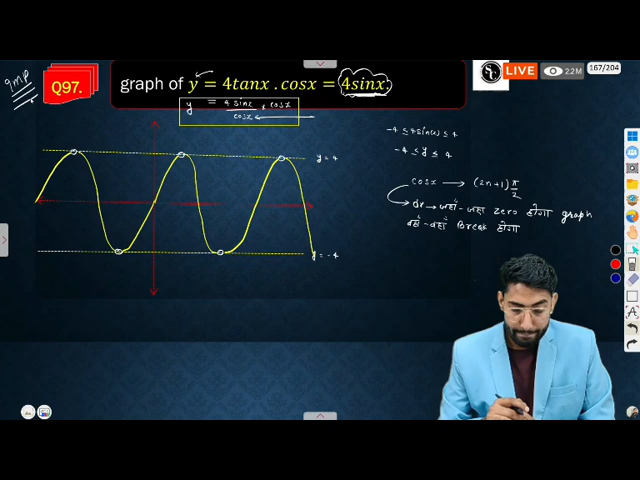 gmp
Q97.
graph of y = 4tanx . cosx = 4sinx.
LIVE
2.2M
167/204
y = 4 sinx × cosx
cosx
-4 ≤ 4sin(x) ≤ 4
-4 ≤ y ≤ 4
y = 4
cosx → (2n+1) π/2
dr → जहाँ-जहाँ zero होगा graph
वहाँ-वहाँ Break होगा
y = -4